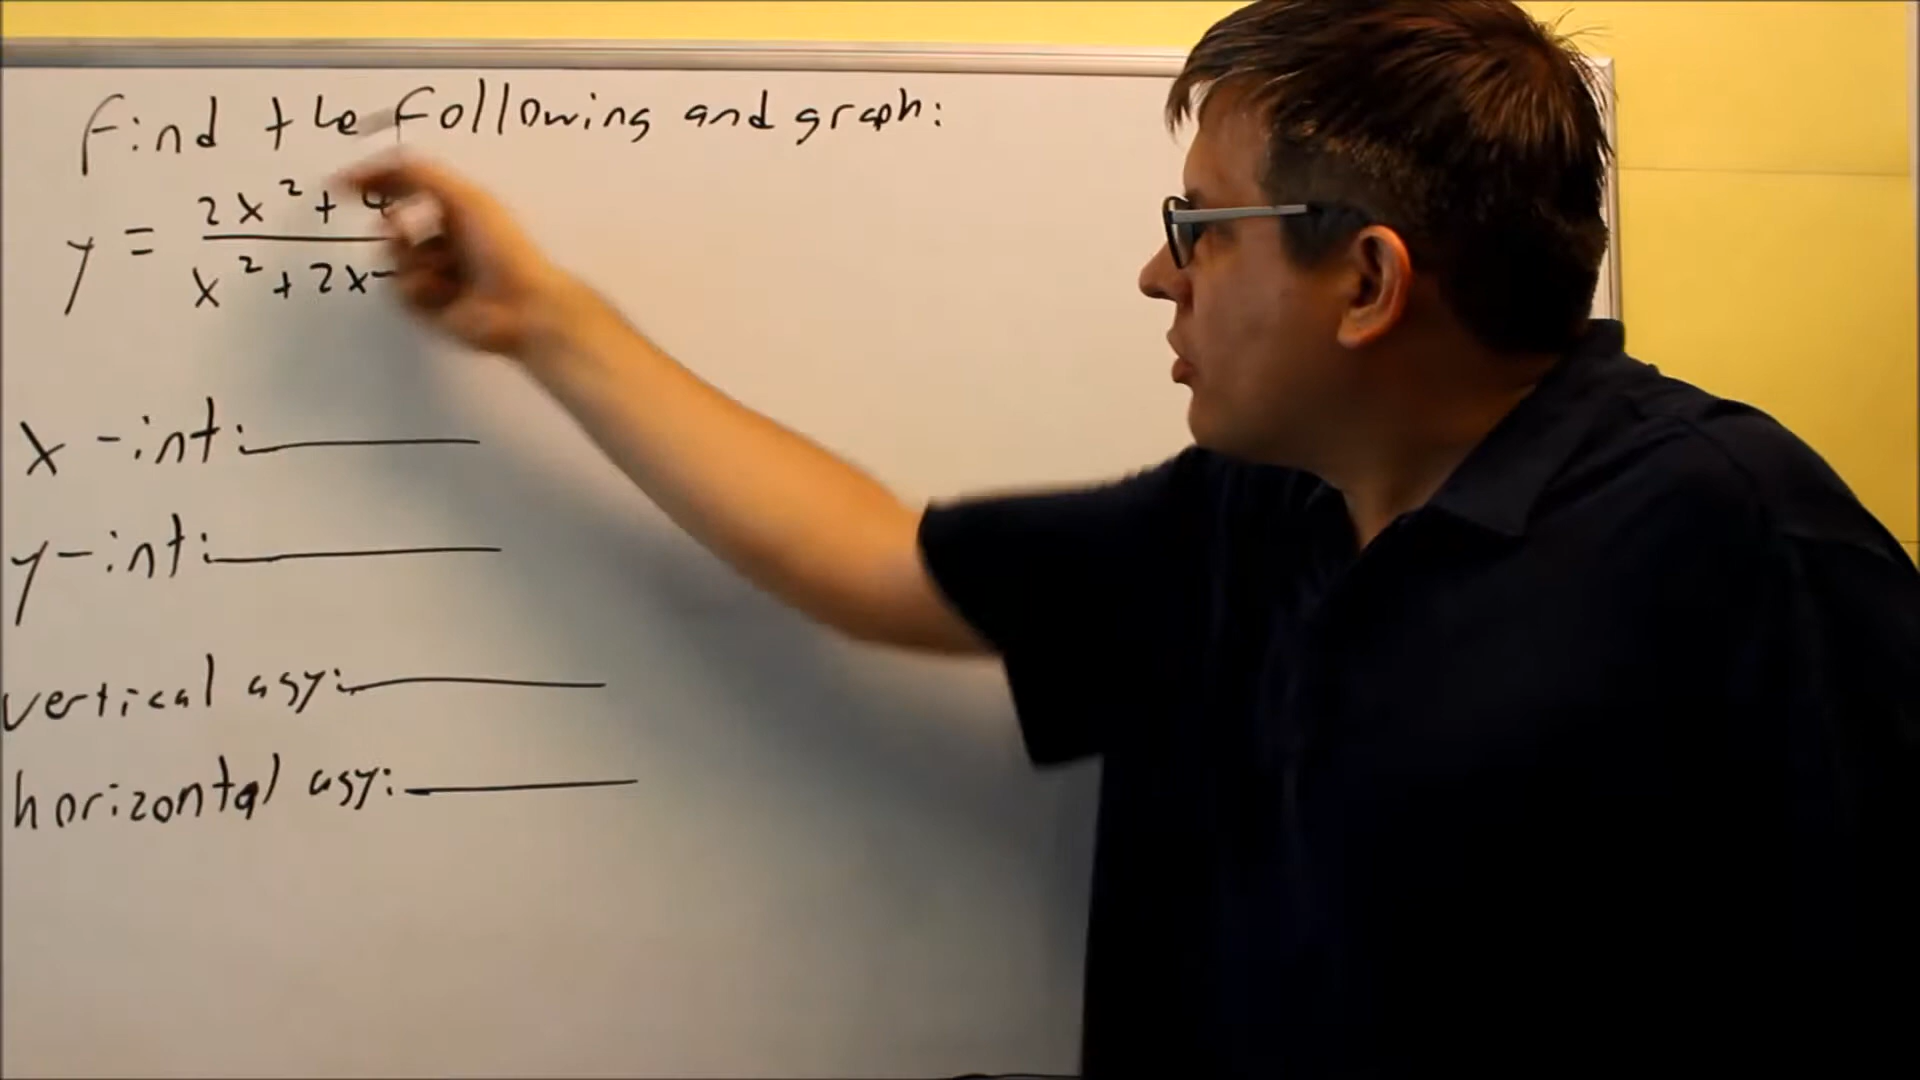 Find the following and graph:
y = 2x² + 4
x² + 2x -
x-int:
y-int:
vertical asy:
horizontal asy: